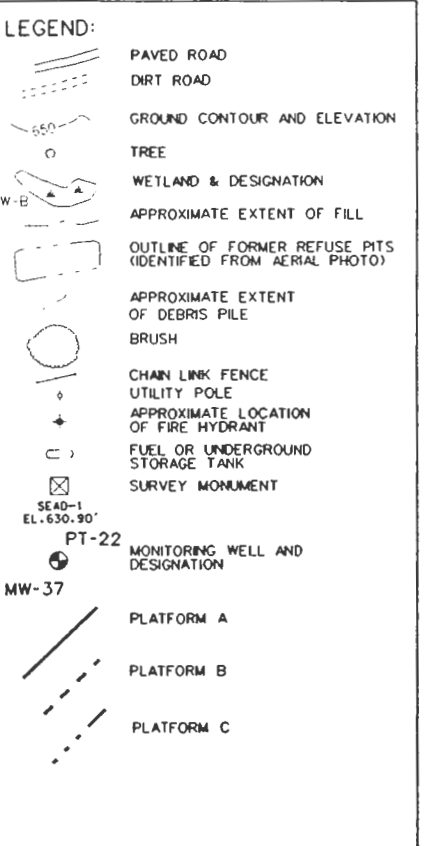 LEGEND:
PAVED ROAD
DIRT ROAD
650
GROUND CONTOUR AND ELEVATION
TREE
W-B
WETLAND & DESIGNATION
APPROXIMATE EXTENT OF FILL
OUTLINE OF FORMER REFUSE PITS
(IDENTIFIED FROM AERIAL PHOTO)
APPROXIMATE EXTENT
OF DEBRIS PILE
BRUSH
CHAIN LINK FENCE
UTILITY POLE
APPROXIMATE LOCATION
OF FIRE HYDRANT
FUEL OR UNDERGROUND
STORAGE TANK
SURVEY MONUMENT
SEAD-1
EL.630.90'
PT-22
MONITORING WELL AND
DESIGNATION
MW-37
PLATFORM A
PLATFORM B
PLATFORM C